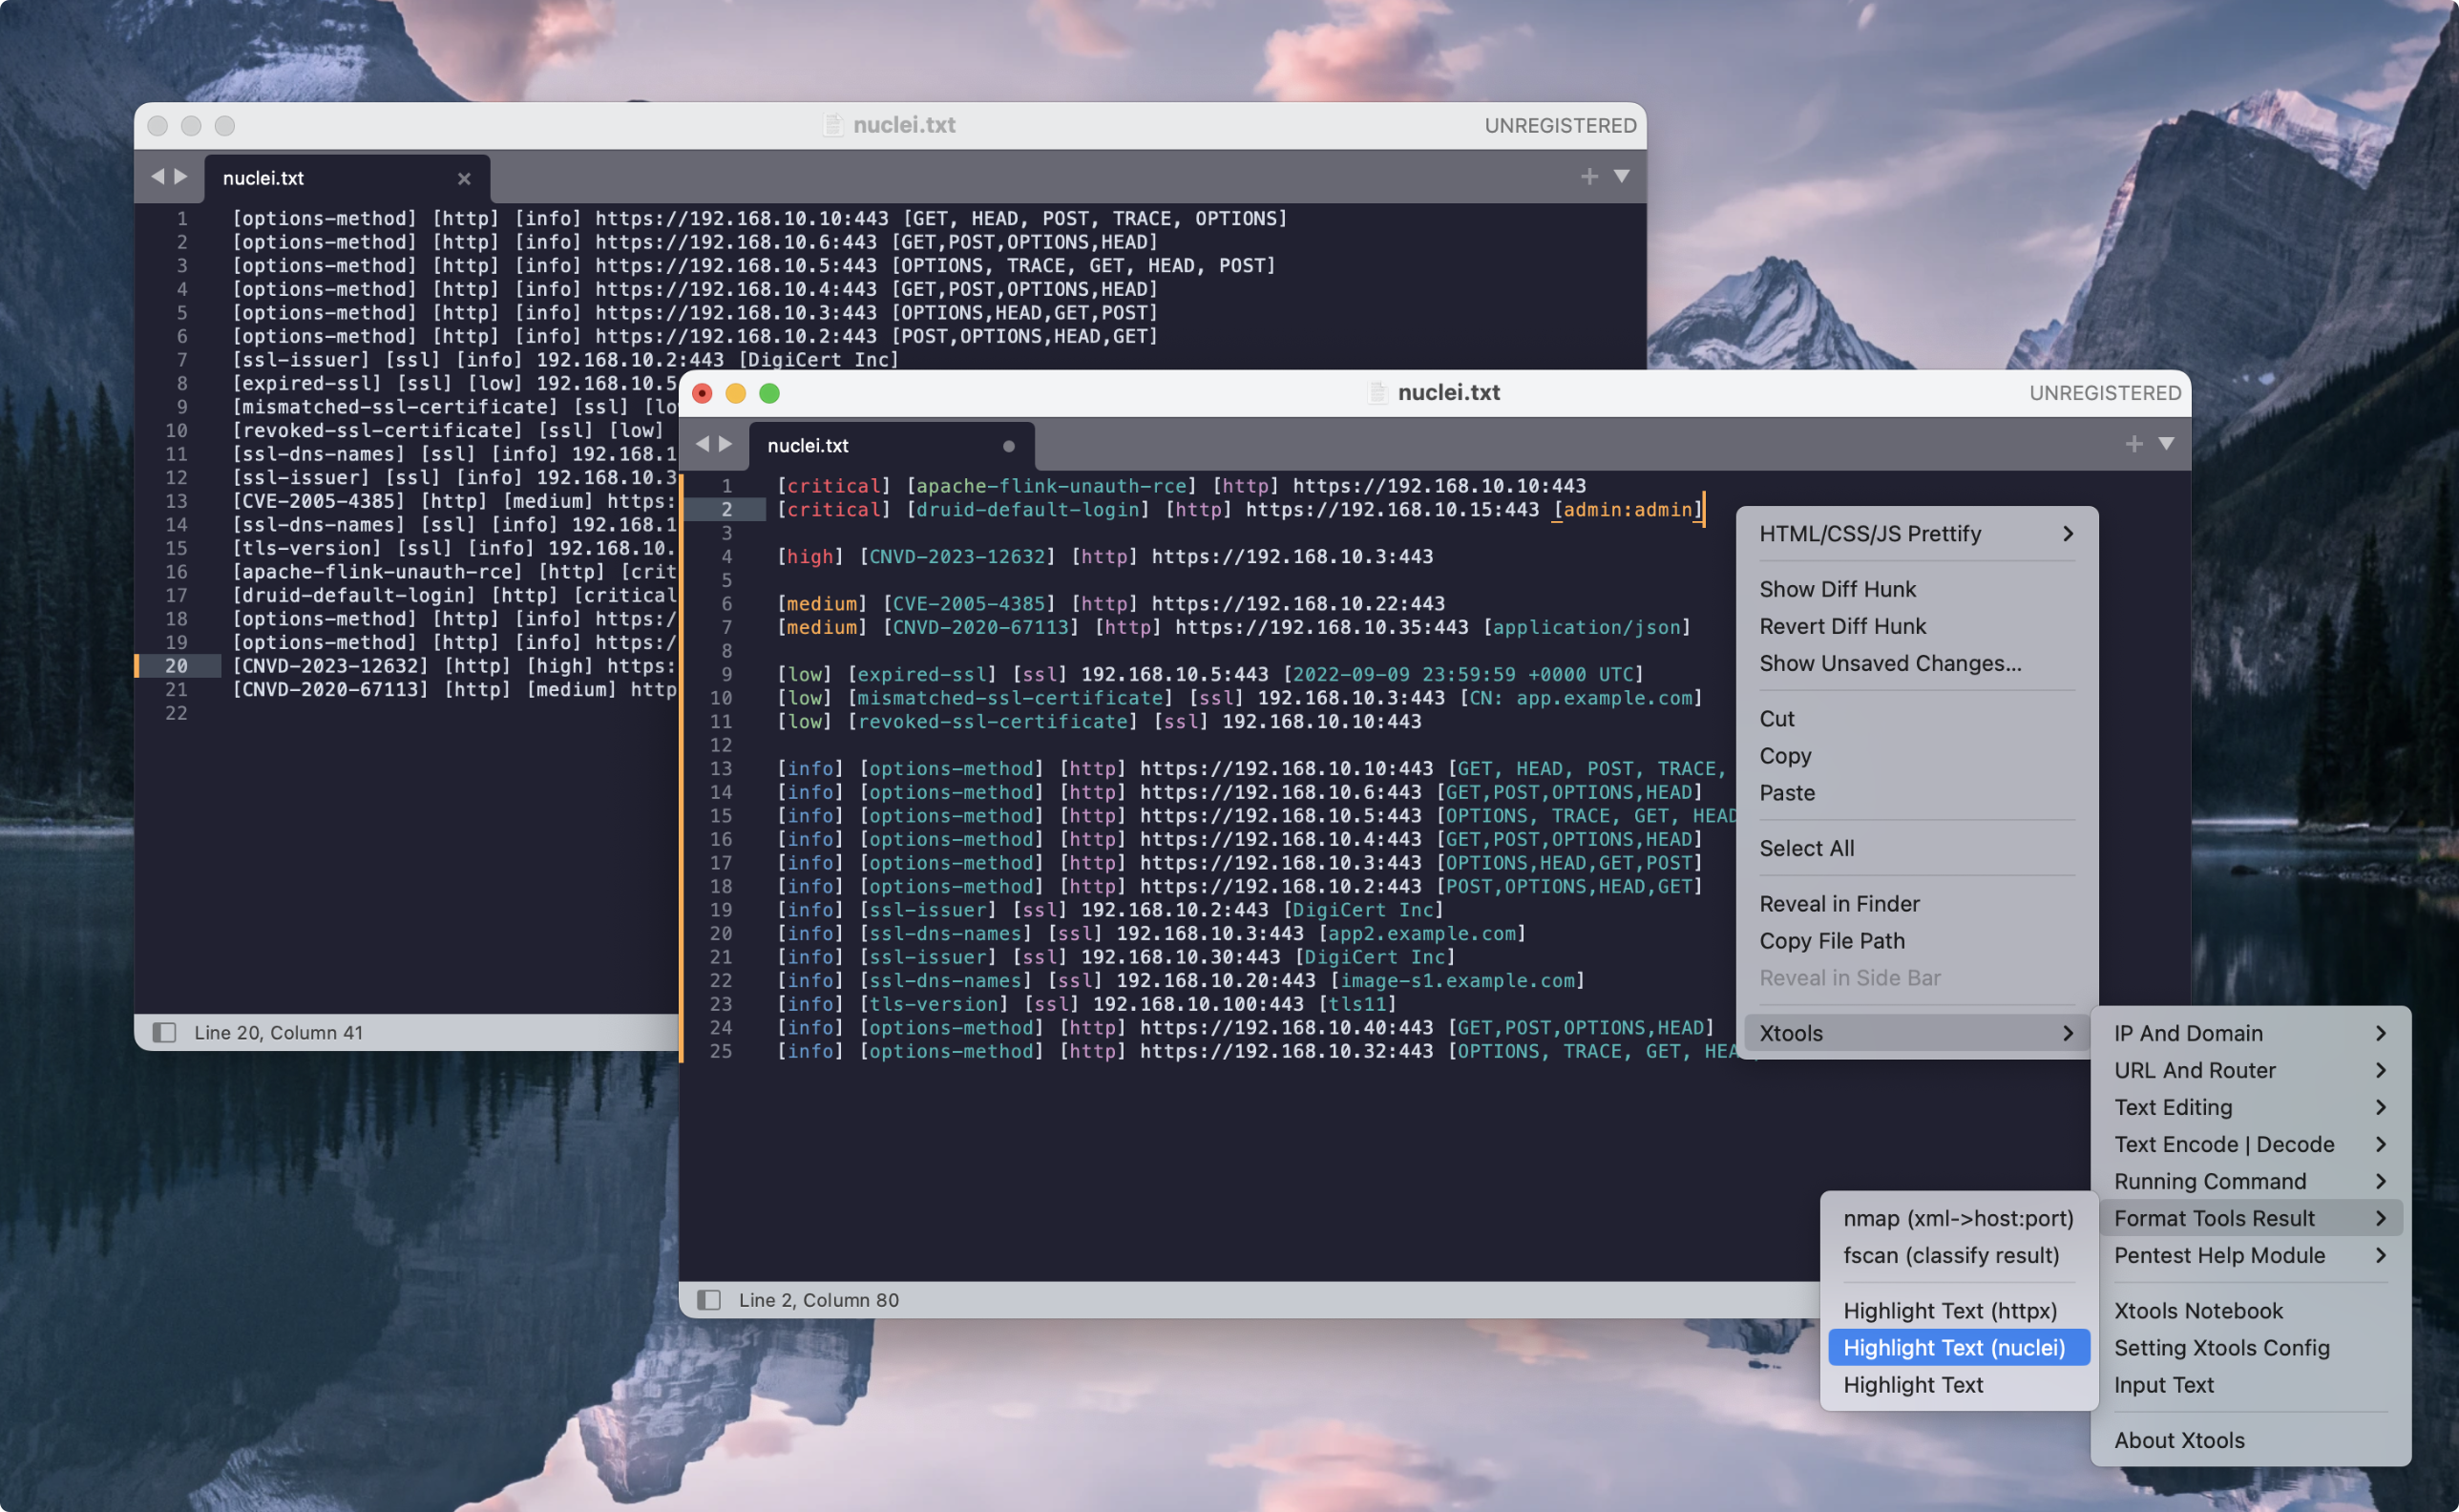 nuclei.txt
UNREGISTERED
nuclei.txt
1 [options-method] [http] [info] https://192.168.10.10:443 [GET, HEAD, POST, TRACE, OPTIONS]
2 [options-method] [http] [info] https://192.168.10.6:443 [GET,POST,OPTIONS,HEAD]
3 [options-method] [http] [info] https://192.168.10.5:443 [OPTIONS, TRACE, GET, HEAD, POST]
4 [options-method] [http] [info] https://192.168.10.4:443 [GET,POST,OPTIONS,HEAD]
5 [options-method] [http] [info] https://192.168.10.3:443 [OPTIONS,HEAD,GET,POST]
6 [options-method] [http] [info] https://192.168.10.2:443 [POST,OPTIONS,HEAD,GET]
7 [ssl-issuer] [ssl] [info] 192.168.10.2:443 [DigiCert Inc]
8 [expired-ssl] [ssl] [low] 192.168.10.5
9 [mismatched-ssl-certificate] [ssl] [lo
10 [revoked-ssl-certificate] [ssl] [low]
11 [ssl-dns-names] [ssl] [info] 192.168.1
12 [ssl-issuer] [ssl] [info] 192.168.10.3
13 [CVE-2005-4385] [http] [medium] https:
14 [ssl-dns-names] [ssl] [info] 192.168.1
15 [tls-version] [ssl] [info] 192.168.10.
16 [apache-flink-unauth-rce] [http] [crit
17 [druid-default-login] [http] [critical
18 [options-method] [http] [info] https:/
19 [options-method] [http] [info] https:/
20 [CNVD-2023-12632] [http] [high] https:
21 [CNVD-2020-67113] [http] [medium] http
22
Line 20, Column 41
nuclei.txt
UNREGISTERED
nuclei.txt
1 [critical] [apache-flink-unauth-rce] [http] https://192.168.10.10:443
2 [critical] [druid-default-login] [http] https://192.168.10.15:443 [admin:admin]
3
4 [high] [CNVD-2023-12632] [http] https://192.168.10.3:443
5
6 [medium] [CVE-2005-4385] [http] https://192.168.10.22:443
7 [medium] [CNVD-2020-67113] [http] https://192.168.10.35:443 [application/json]
8
9 [low] [expired-ssl] [ssl] 192.168.10.5:443 [2022-09-09 23:59:59 +0000 UTC]
10 [low] [mismatched-ssl-certificate] [ssl] 192.168.10.3:443 [CN: app.example.com]
11 [low] [revoked-ssl-certificate] [ssl] 192.168.10.10:443
12
13 [info] [options-method] [http] https://192.168.10.10:443 [GET, HEAD, POST, TRACE,
14 [info] [options-method] [http] https://192.168.10.6:443 [GET,POST,OPTIONS,HEAD]
15 [info] [options-method] [http] https://192.168.10.5:443 [OPTIONS, TRACE, GET, HEAD
16 [info] [options-method] [http] https://192.168.10.4:443 [GET,POST,OPTIONS,HEAD]
17 [info] [options-method] [http] https://192.168.10.3:443 [OPTIONS,HEAD,GET,POST]
18 [info] [options-method] [http] https://192.168.10.2:443 [POST,OPTIONS,HEAD,GET]
19 [info] [ssl-issuer] [ssl] 192.168.10.2:443 [DigiCert Inc]
20 [info] [ssl-dns-names] [ssl] 192.168.10.3:443 [app2.example.com]
21 [info] [ssl-issuer] [ssl] 192.168.10.30:443 [DigiCert Inc]
22 [info] [ssl-dns-names] [ssl] 192.168.10.20:443 [image-s1.example.com]
23 [info] [tls-version] [ssl] 192.168.10.100:443 [tls11]
24 [info] [options-method] [http] https://192.168.10.40:443 [GET,POST,OPTIONS,HEAD]
25 [info] [options-method] [http] https://192.168.10.32:443 [OPTIONS, TRACE, GET, HEA
Line 2, Column 80
HTML/CSS/JS Prettify
Show Diff Hunk
Revert Diff Hunk
Show Unsaved Changes...
Cut
Copy
Paste
Select All
Reveal in Finder
Copy File Path
Reveal in Side Bar
Xtools
IP And Domain
URL And Router
Text Editing
Text Encode | Decode
Running Command
Format Tools Result
Pentest Help Module
Xtools Notebook
Setting Xtools Config
Input Text
About Xtools
nmap (xml->host:port)
fscan (classify result)
Highlight Text (httpx)
Highlight Text (nuclei)
Highlight Text